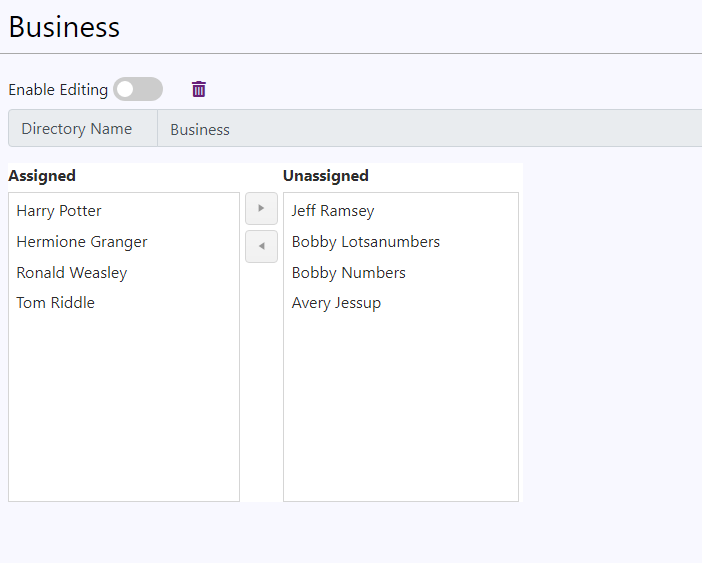 Business
Enable Editing
Directory Name Business
Assigned Unassigned
Harry Potter Jeff Ramsey
Hermione Granger Bobby Lotsanumbers
Ronald Weasley Bobby Numbers
Tom Riddle Avery Jessup